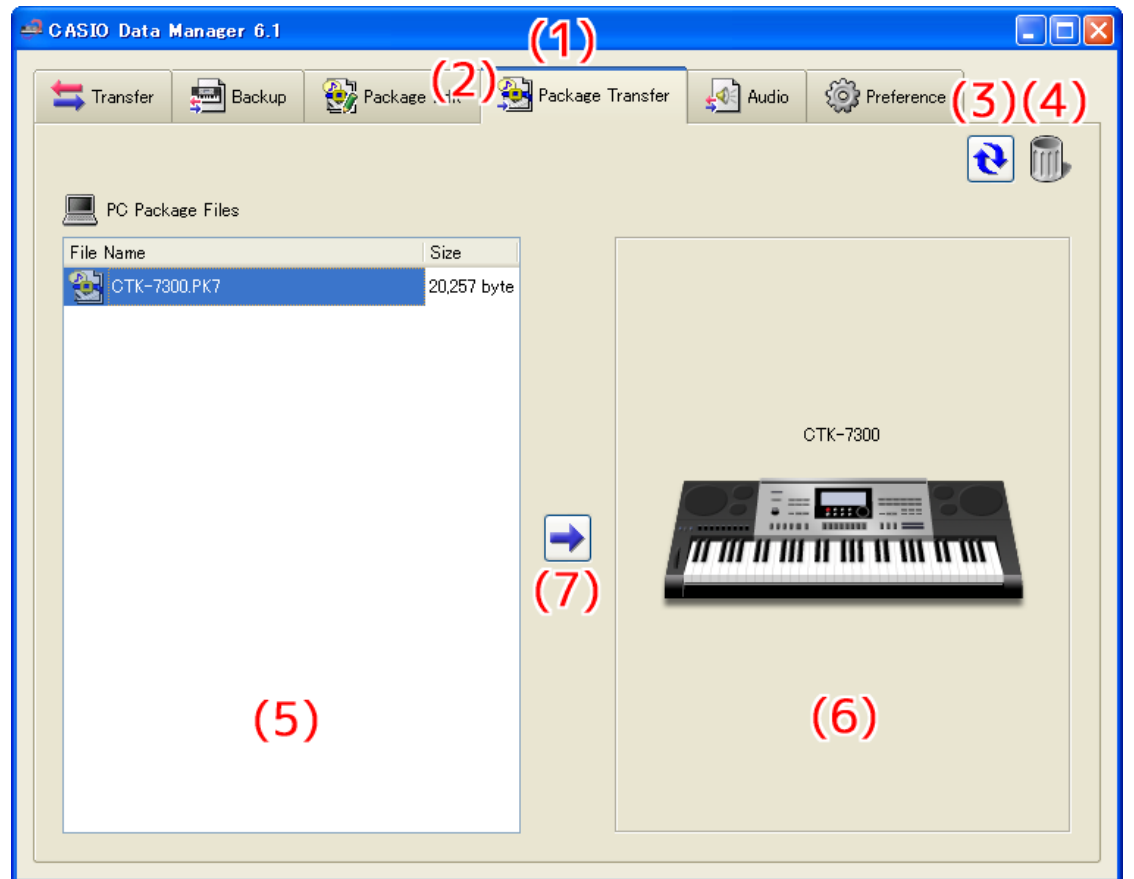 CASIO Data Manager 6.1
(1)
(2)
Transfer
Backup
Package
Package Transfer
Audio
Preference
(3)
(4)
PC Package Files
File Name
Size
CTK-7300.PK7
20,257 byte
CTK-7300
(7)
(5)
(6)